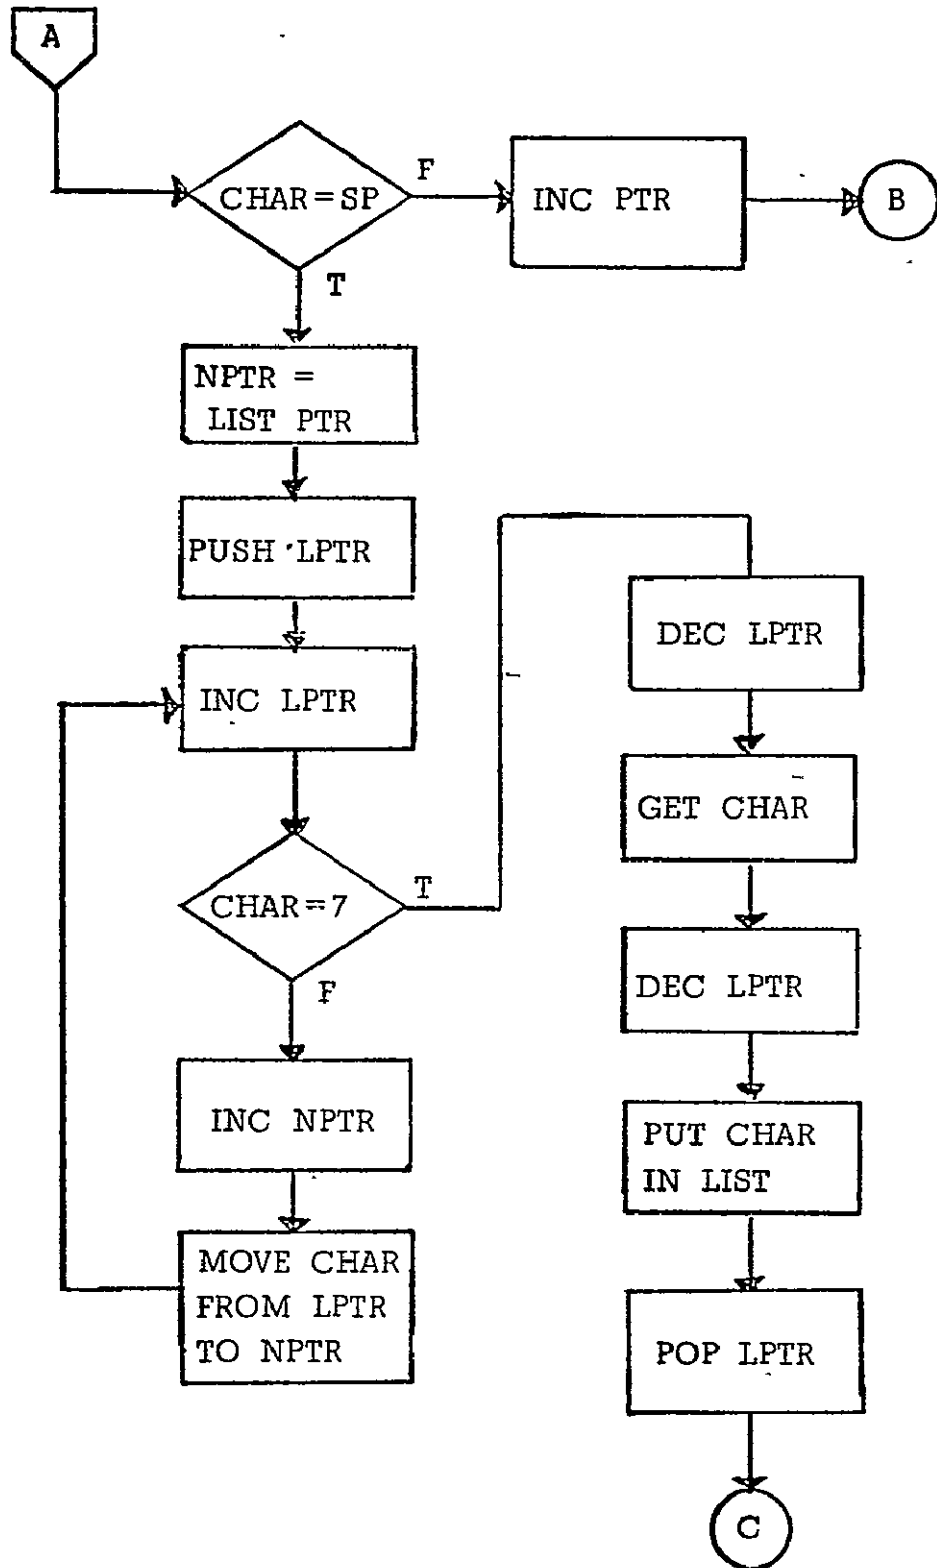 A
CHAR=SP
F
INC PTR
B
T
NPTR =
LIST PTR
PUSH LPTR
INC LPTR
CHAR=7
T
F
INC NPTR
MOVE CHAR
FROM LPTR
TO NPTR
DEC LPTR
GET CHAR
DEC LPTR
PUT CHAR
IN LIST
POP LPTR
C